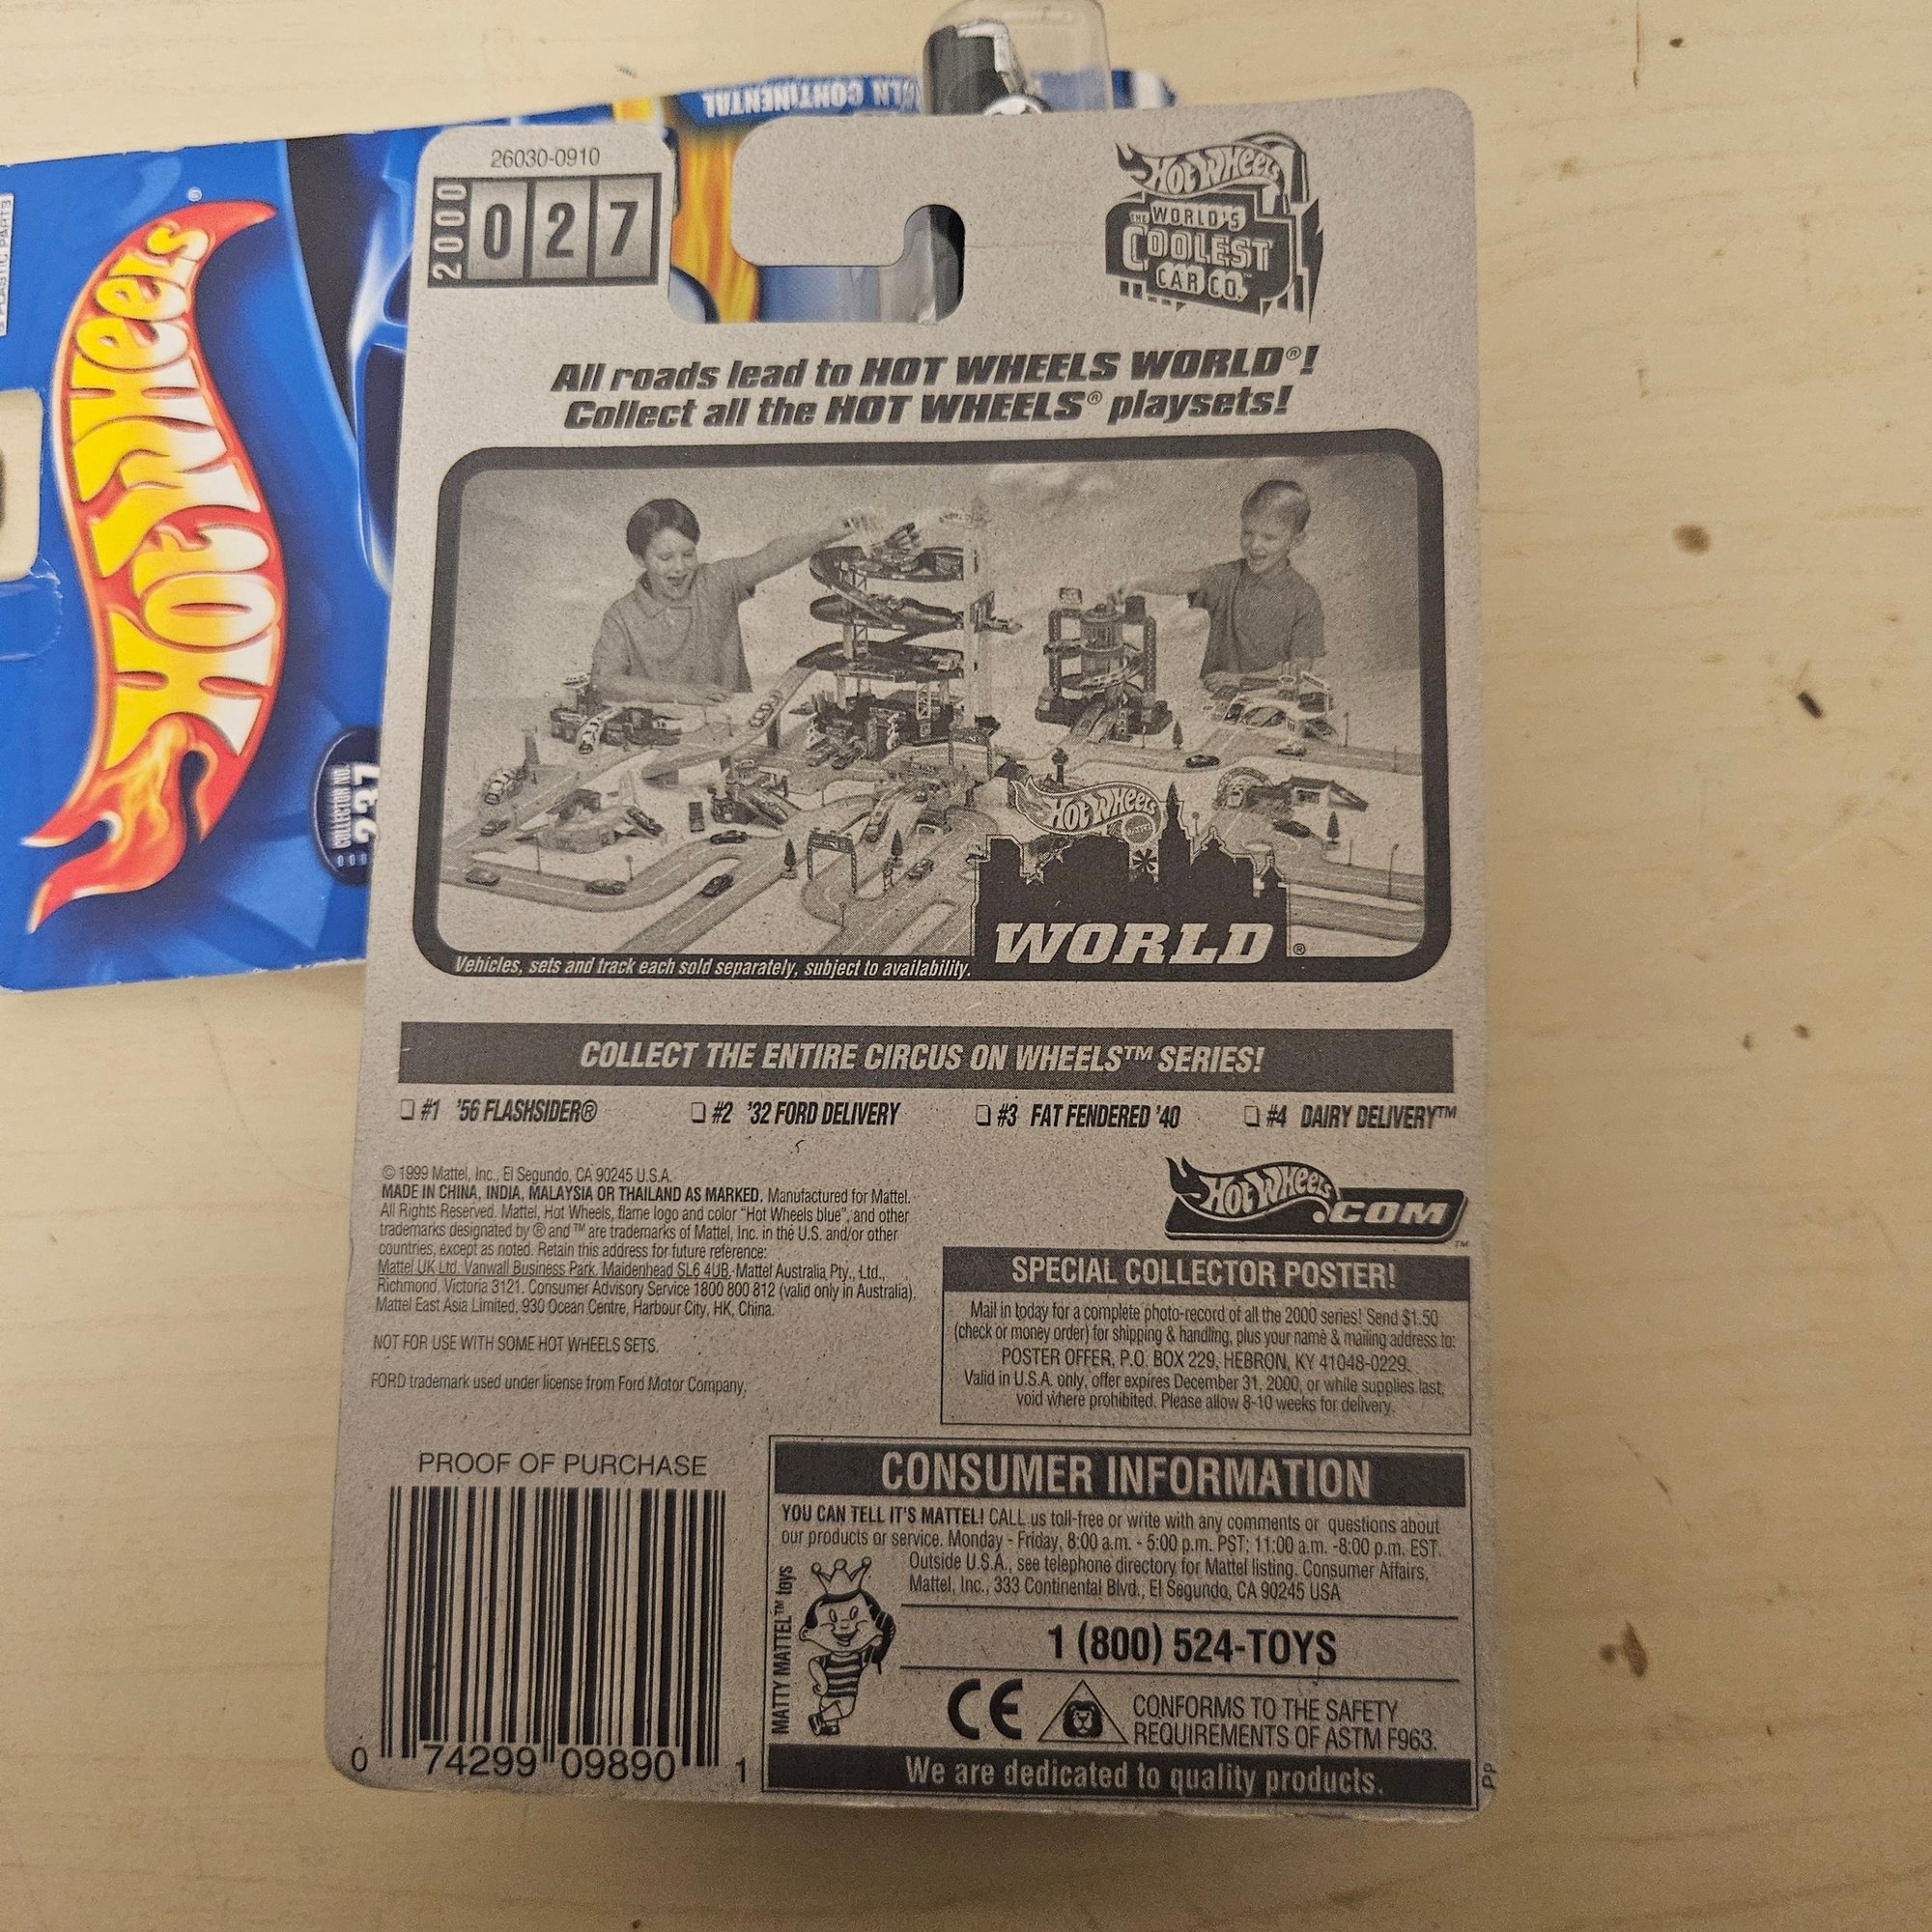 LN CONTINENTAL
PLASTIC PARTS
HOT WHEELS
®
COLLECTOR NO.
237
26030-0910
2000
027
HOT WHEELS
THE WORLD'S
COOLEST
CAR CO.™
All roads lead to HOT WHEELS WORLD®!
Collect all the HOT WHEELS® playsets!
HOT WHEELS
WORLD®
Vehicles, sets and track each sold separately, subject to availability.
COLLECT THE ENTIRE CIRCUS ON WHEELS™ SERIES!
❏ #1 '56 FLASHSIDER® ❏ #2 '32 FORD DELIVERY ❏ #3 FAT FENDERED '40 ❏ #4 DAIRY DELIVERY™
© 1999 Mattel, Inc., El Segundo, CA 90245 U.S.A.
MADE IN CHINA, INDIA, MALAYSIA OR THAILAND AS MARKED. Manufactured for Mattel.
All Rights Reserved. Mattel, Hot Wheels, flame logo and color "Hot Wheels blue", and other
trademarks designated by ® and ™ are trademarks of Mattel, Inc. in the U.S. and/or other
countries, except as noted. Retain this address for future reference:
Mattel UK Ltd. Vanwall Business Park, Maidenhead SL6 4UB. Mattel Australia Pty., Ltd.,
Richmond, Victoria 3121. Consumer Advisory Service 1800 800 812 (valid only in Australia).
Mattel East Asia Limited, 930 Ocean Centre, Harbour City, HK, China.
NOT FOR USE WITH SOME HOT WHEELS SETS.
FORD trademark used under license from Ford Motor Company.
HOT WHEELS.COM™
SPECIAL COLLECTOR POSTER!
Mail in today for a complete photo-record of all the 2000 series! Send $1.50
(check or money order) for shipping & handling, plus your name & mailing address to:
POSTER OFFER, P.O. BOX 229, HEBRON, KY 41048-0229.
Valid in U.S.A. only, offer expires December 31, 2000, or while supplies last,
void where prohibited. Please allow 8-10 weeks for delivery.
PROOF OF PURCHASE
0 74299 09890 1
CONSUMER INFORMATION
YOU CAN TELL IT'S MATTEL! CALL us toll-free or write with any comments or questions about
our products or service. Monday - Friday, 8:00 a.m. - 5:00 p.m. PST; 11:00 a.m. -8:00 p.m. EST.
Outside U.S.A., see telephone directory for Mattel listing. Consumer Affairs,
Mattel, Inc., 333 Continental Blvd., El Segundo, CA 90245 USA
MATTY MATTEL™ toys
1 (800) 524-TOYS
CE
CONFORMS TO THE SAFETY
REQUIREMENTS OF ASTM F963.
We are dedicated to quality products.
Pp